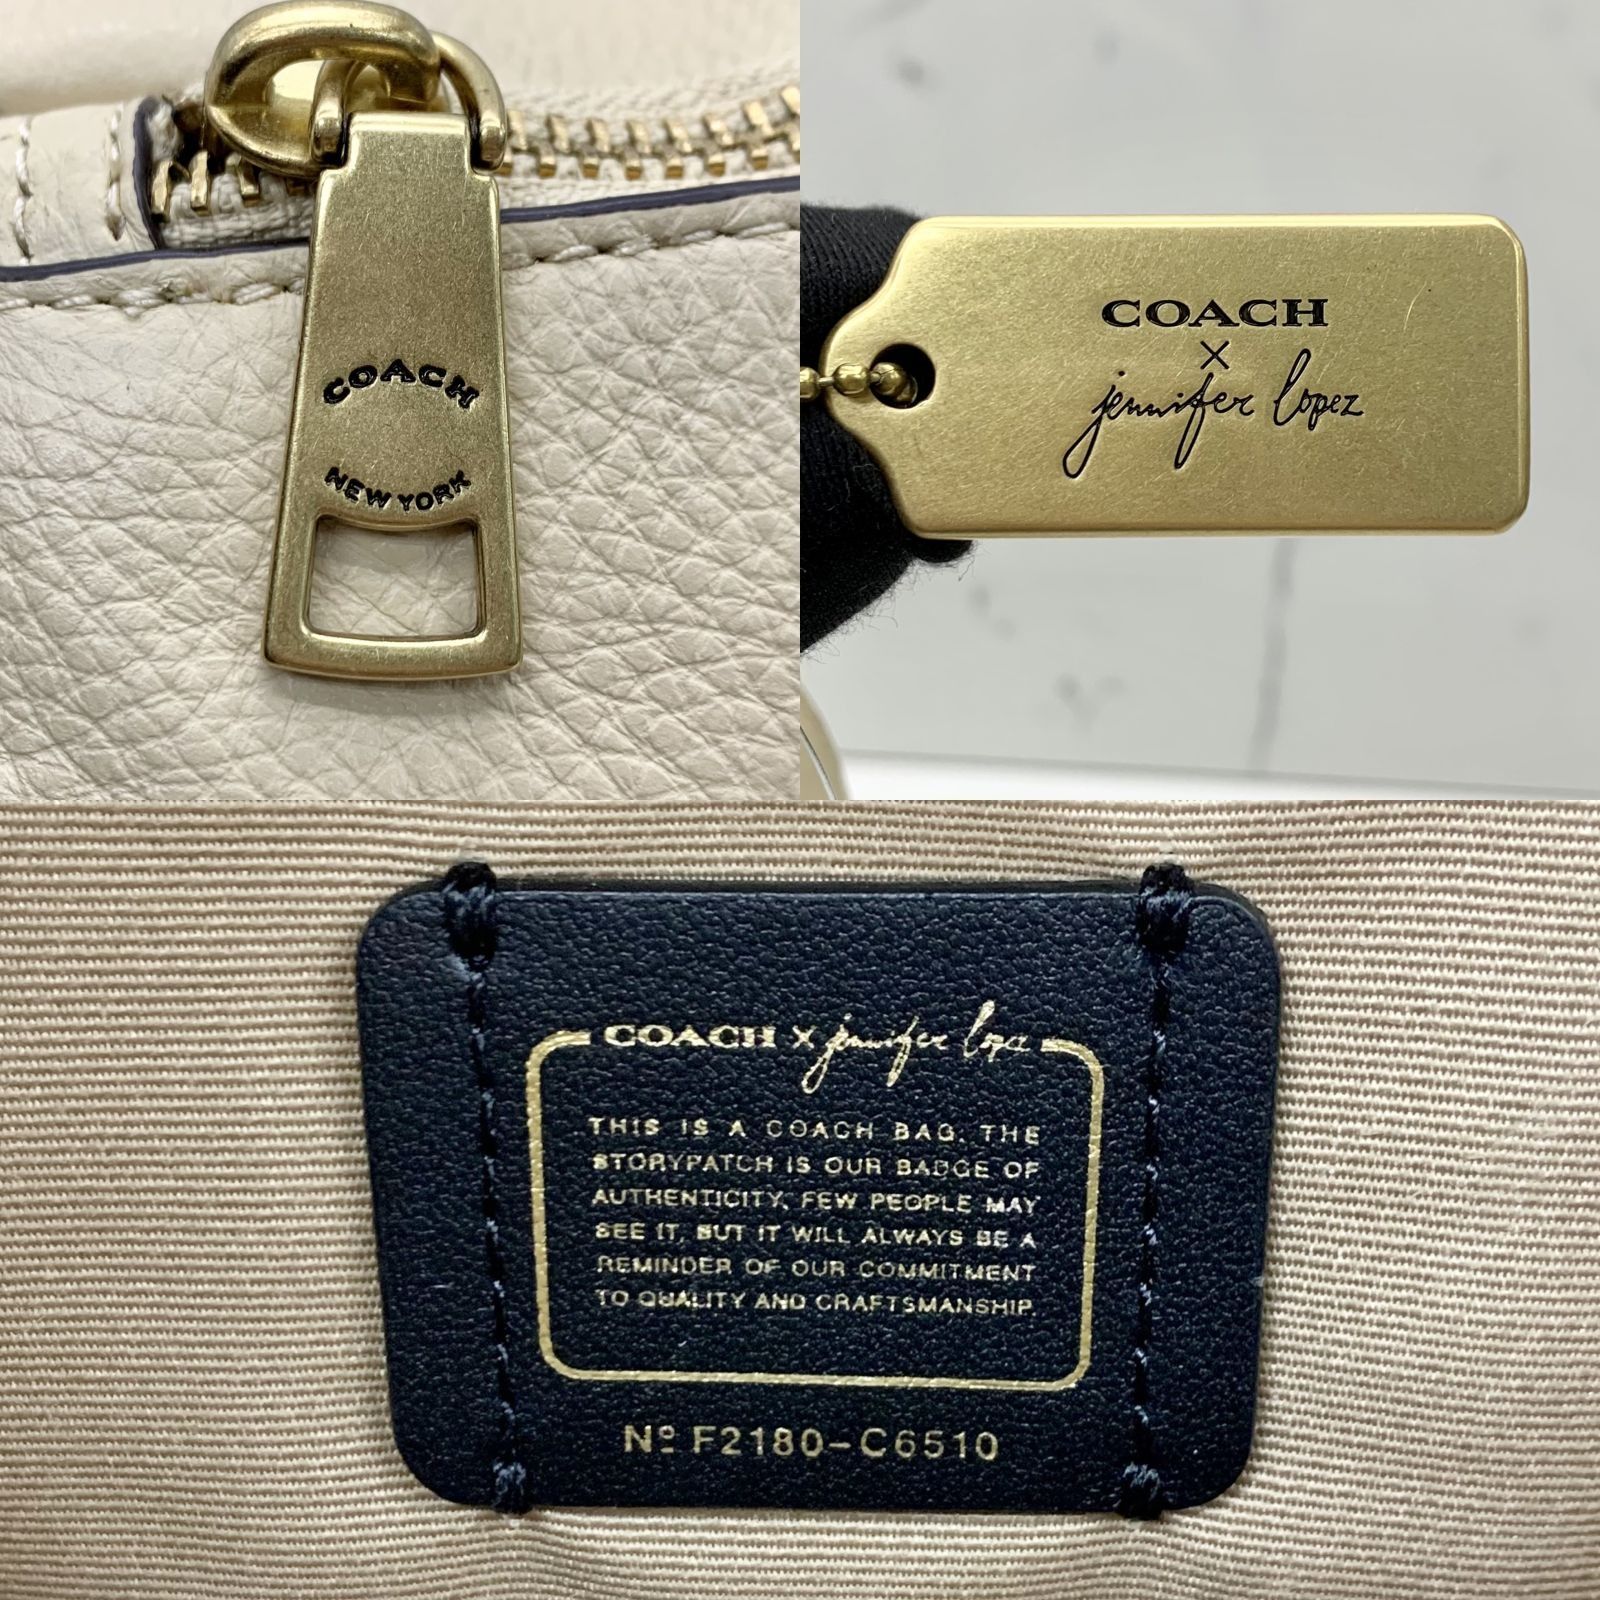 COACH
NEW YORK
COACH
×
jennifer lopez
COACH × jennifer lopez
THIS IS A COACH BAG. THE
STORYPATCH IS OUR BADGE OF
AUTHENTICITY. FEW PEOPLE MAY
SEE IT, BUT IT WILL ALWAYS BE A
REMINDER OF OUR COMMITMENT
TO QUALITY AND CRAFTSMANSHIP.
Nº F2180-C6510